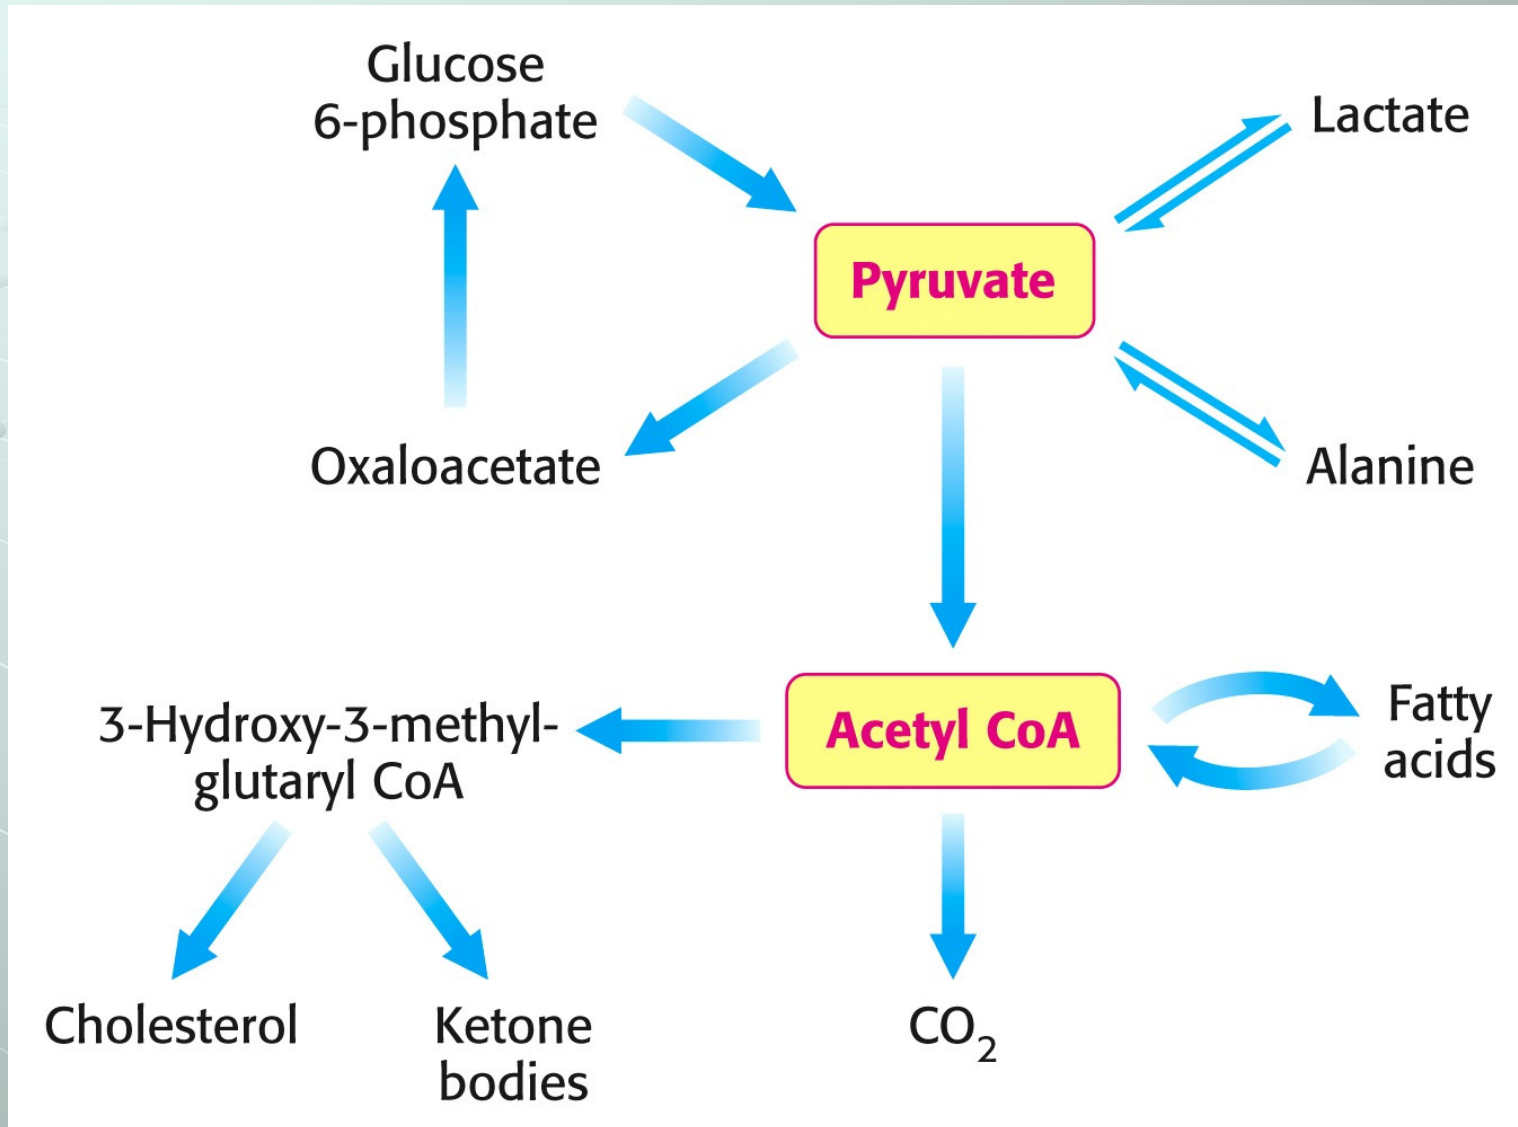 Glucose
6-phosphate
Lactate
Pyruvate
Oxaloacetate
Alanine
3-Hydroxy-3-methyl-
glutaryl CoA
Acetyl CoA
Fatty
acids
Cholesterol
Ketone
bodies
CO₂